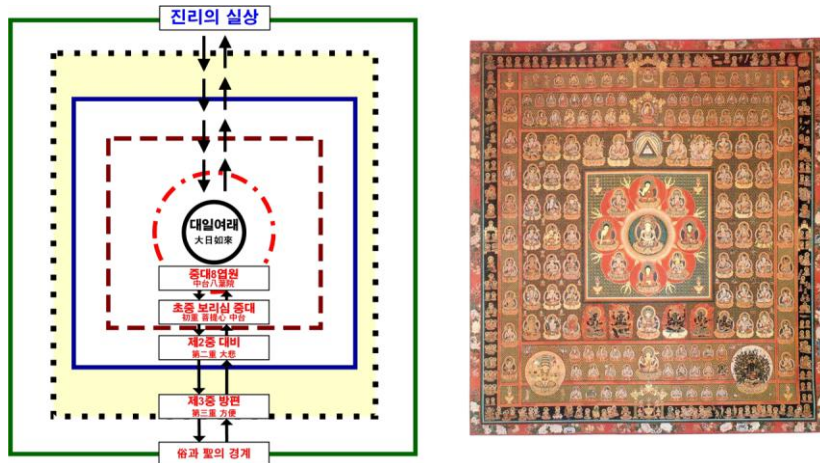 진리의 실상
대일여래
大日如來
중대8엽원
中台八葉院
초중 보리심 중대
初重 菩提心 中台
제2중 대비
第二重 大悲
제3중 방편
第三重 方便
俗과 聖의 경계